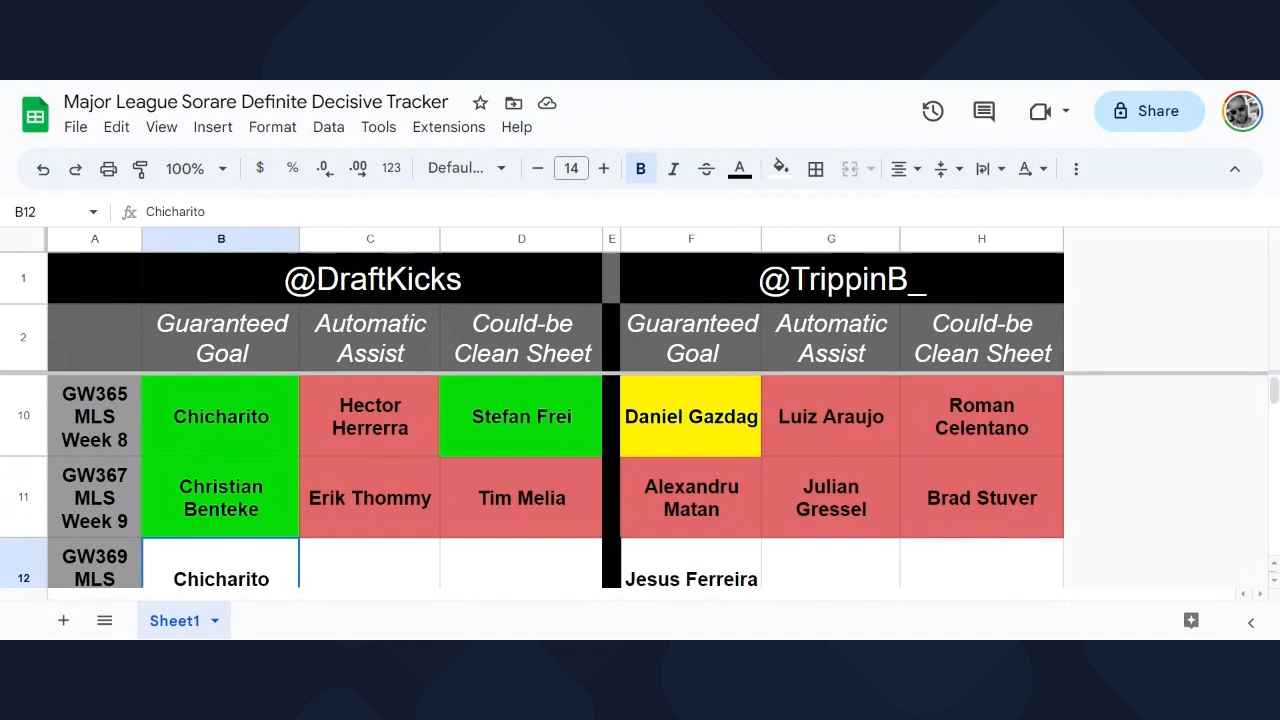 Major League Sorare Definite Decisive Tracker
File Edit View Insert Format Data Tools Extensions Help
Share
100% $ % .0 .00 123 Defaul... 14 B I A
B12 fx Chicharito
A B C D E F G H
1 @DraftKicks @TrippinB_
2 Guaranteed Automatic Could-be Guaranteed Automatic Could-be
Goal Assist Clean Sheet Goal Assist Clean Sheet
GW365 Hector Roman
10 MLS Chicharito Stefan Frei Daniel Gazdag Luiz Araujo
Week 8 Herrerra Celentano
GW367 Christian Alexandru Julian
11 MLS Erik Thommy Tim Melia Brad Stuver
Week 9 Benteke Matan Gressel
GW369
12 MLS Chicharito Jesus Ferreira
Sheet1